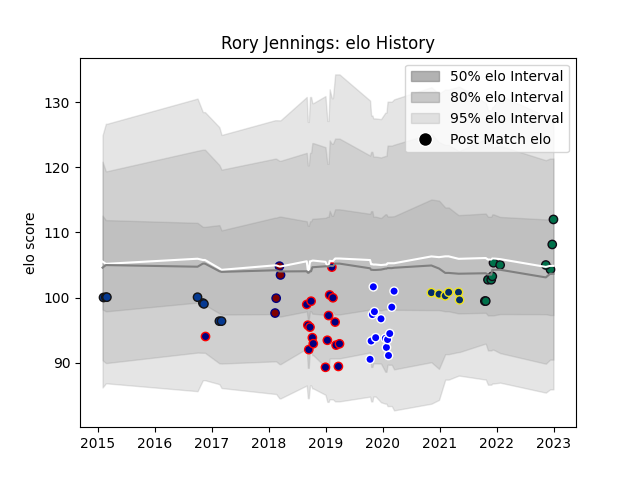 Rory Jennings: elo History
50% elo Interval
80% elo Interval
95% elo Interval
Post Match elo
elo score
130
120
110
100
90
2015 2016 2017 2018 2019 2020 2021 2022 2023